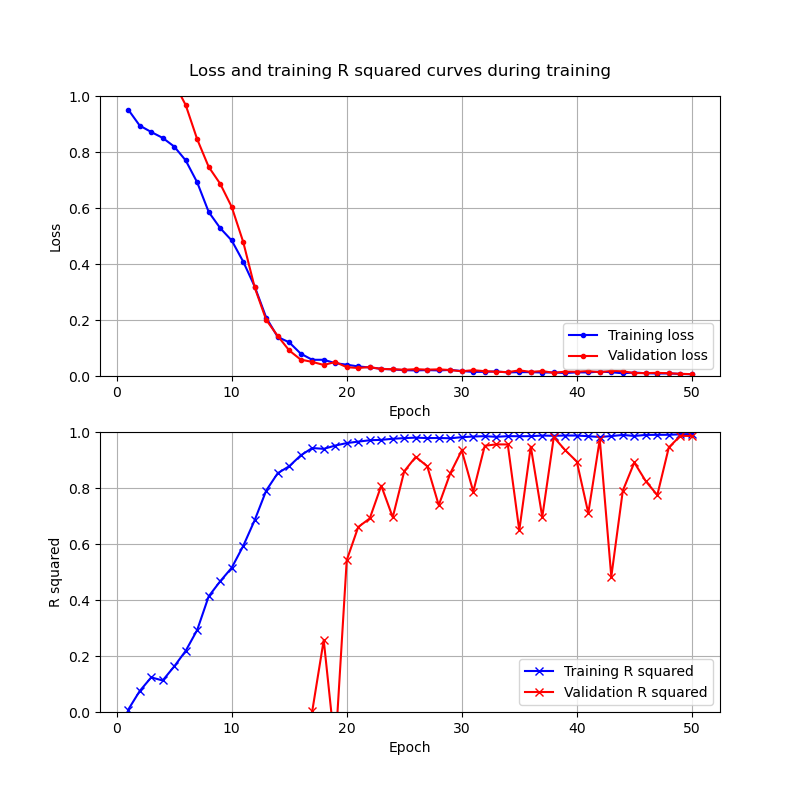 Loss and training R squared curves during training
1.0
0.8
0.6
0.4
0.2
0.0
Loss
Training loss
Validation loss
0 10 20 30 40 50
Epoch
1.0
0.8
0.6
0.4
0.2
0.0
R squared
Training R squared
Validation R squared
0 10 20 30 40 50
Epoch